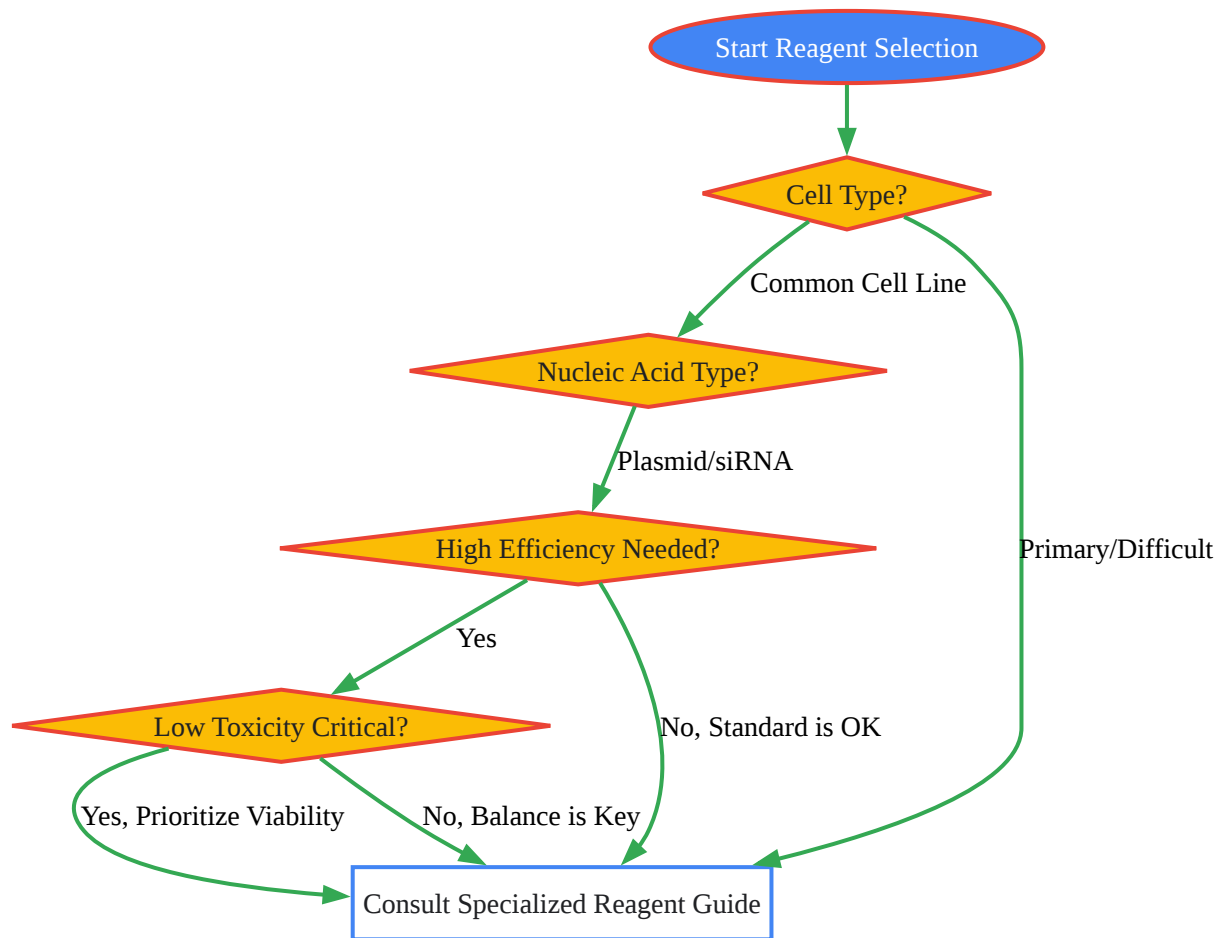 Start Reagent Selection
Cell Type?
Common Cell Line
Nucleic Acid Type?
Plasmid/siRNA
High Efficiency Needed?
Primary/Difficult
Yes
Low Toxicity Critical?
No, Standard is OK
Yes, Prioritize Viability
No, Balance is Key
Consult Specialized Reagent Guide